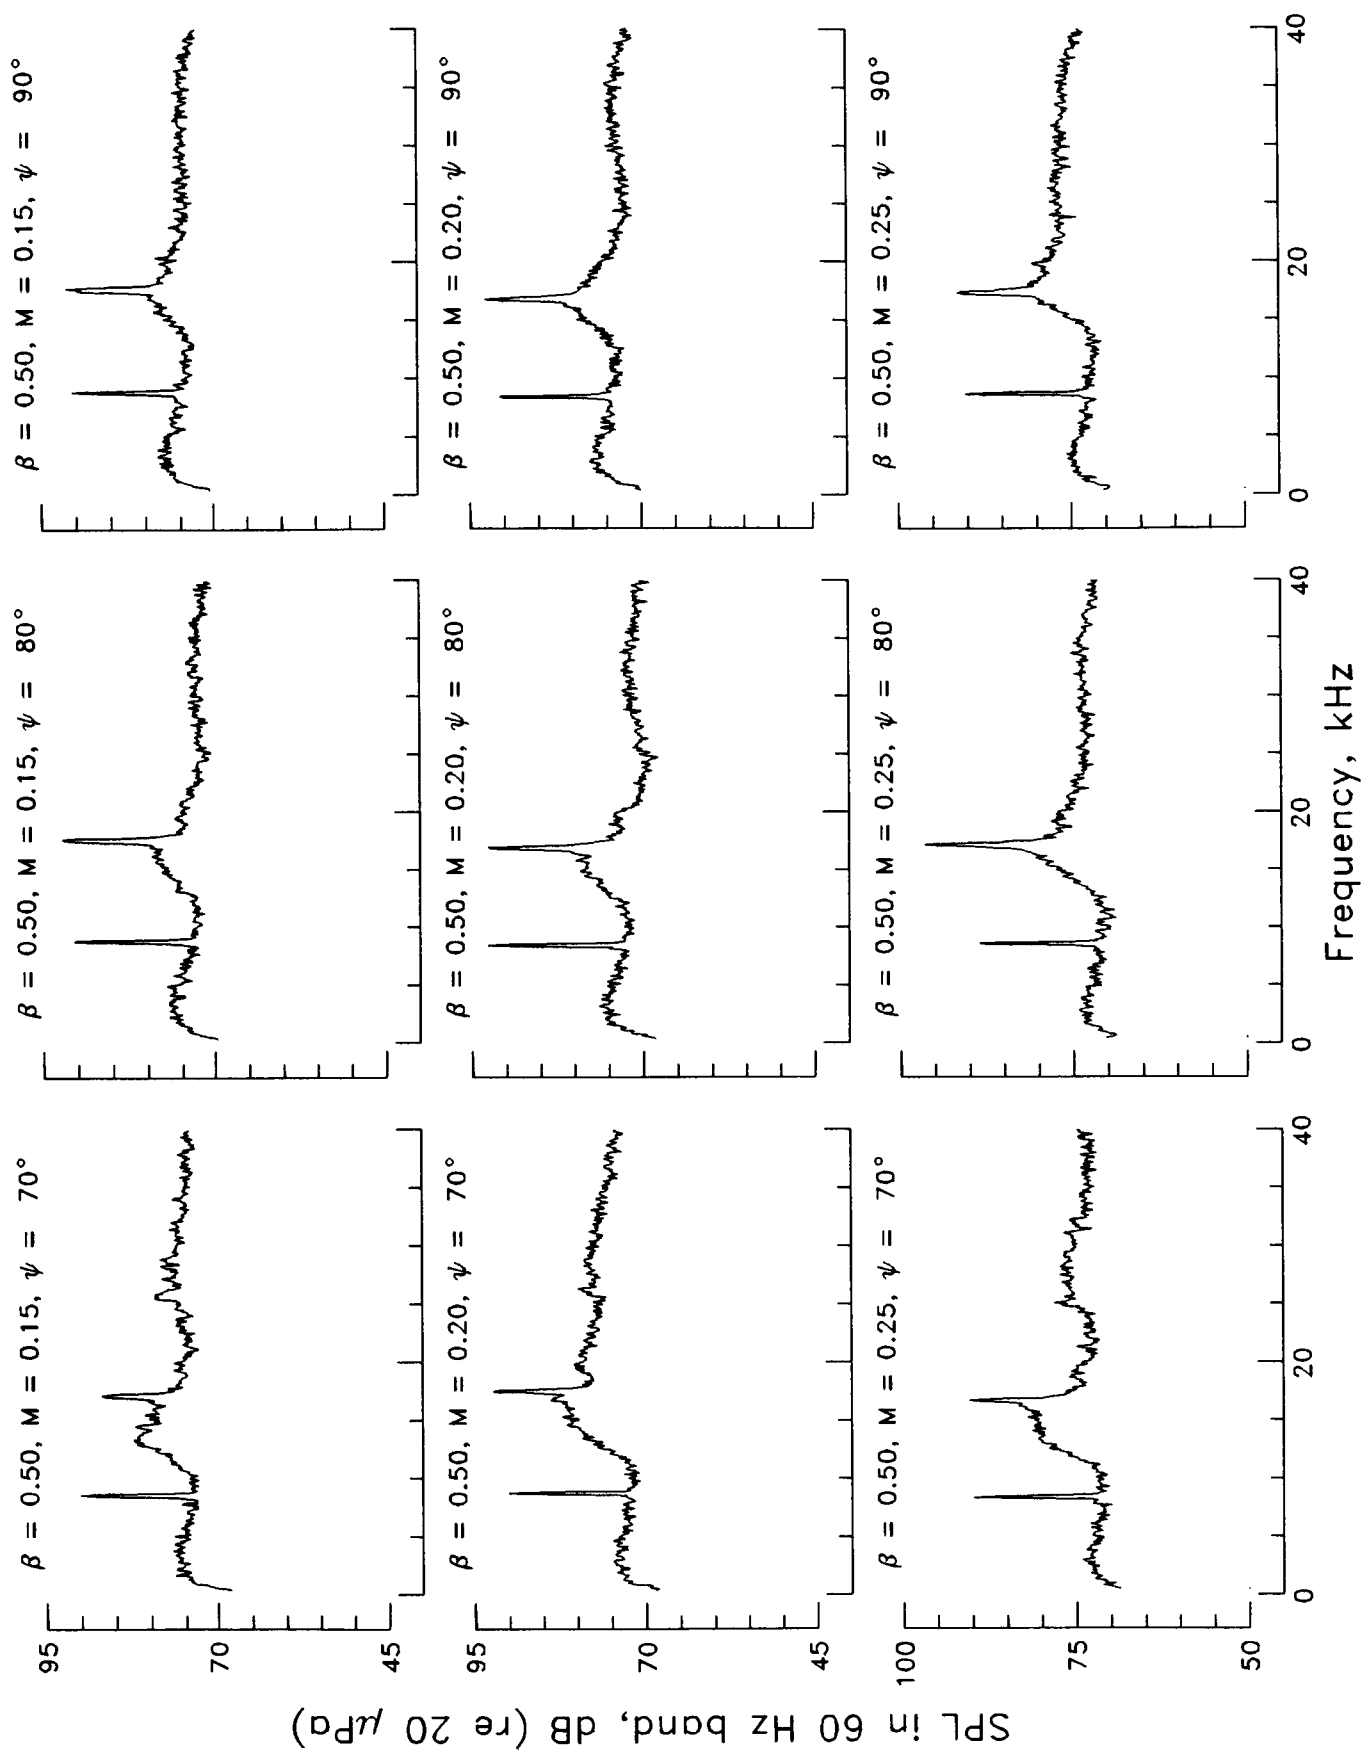 β = 0.50, M = 0.15, ψ = 70°
β = 0.50, M = 0.15, ψ = 80°
β = 0.50, M = 0.15, ψ = 90°
95
70
45
β = 0.50, M = 0.20, ψ = 70°
β = 0.50, M = 0.20, ψ = 80°
β = 0.50, M = 0.20, ψ = 90°
95
70
45
β = 0.50, M = 0.25, ψ = 70°
β = 0.50, M = 0.25, ψ = 80°
β = 0.50, M = 0.25, ψ = 90°
100
75
50
0 20 40
0 20 40
0 20 40
SPL in 60 Hz band, dB (re 20 μPa)
Frequency, kHz